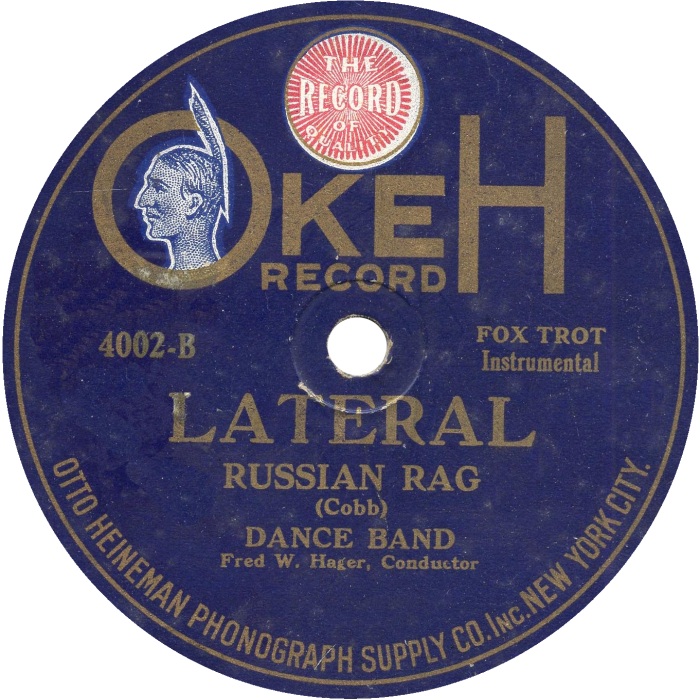 THE
RECORD
OF
QUALITY
OKEH
RECORD
4002-B
FOX TROT
Instrumental
LATERAL
RUSSIAN RAG
(Cobb)
DANCE BAND
Fred W. Hager, Conductor
OTTO HEINEMAN PHONOGRAPH SUPPLY CO. INC. NEW YORK CITY.